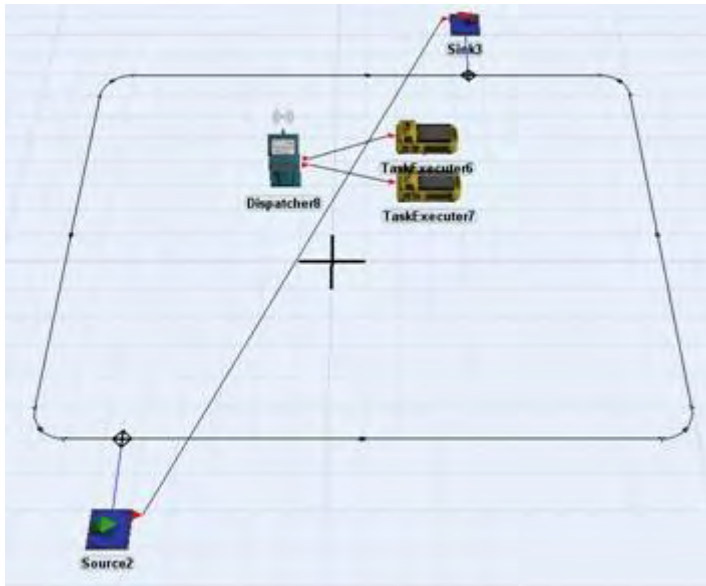 Sink3
TaskExecuter6
Dispatcher8
TaskExecuter7
Source2